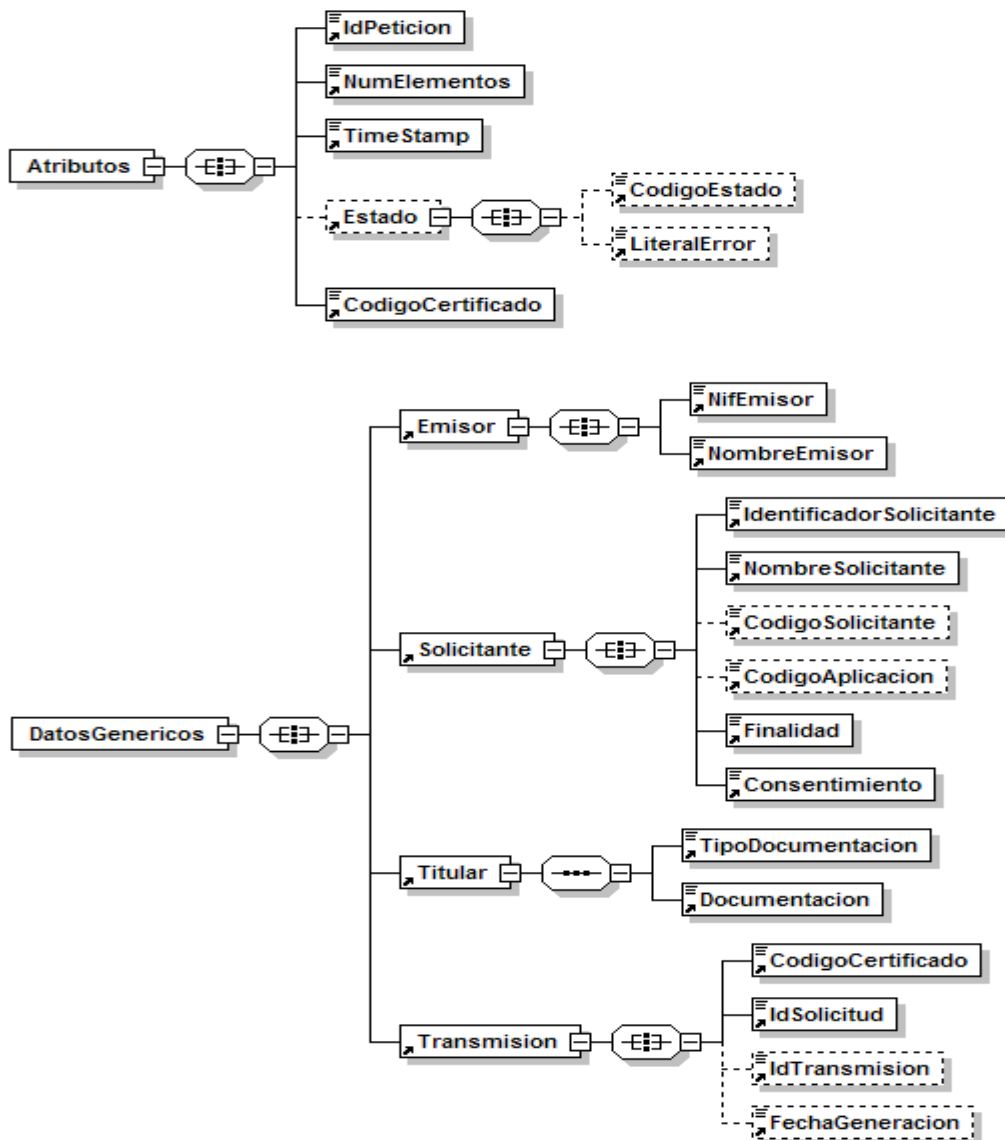 IdPeticion
NumElementos
TimeStamp
Atributos
CodigoEstado
Estado
LiteralError
CodigoCertificado
NifEmisor
Emisor
NombreEmisor
IdentificadorSolicitante
NombreSolicitante
CodigoSolicitante
Solicitante
CodigoAplicacion
DatosGenericos
Finalidad
Consentimiento
TipoDocumentacion
Titular
Documentacion
CodigoCertificado
IdSolicitud
Transmision
IdTransmision
FechaGeneracion